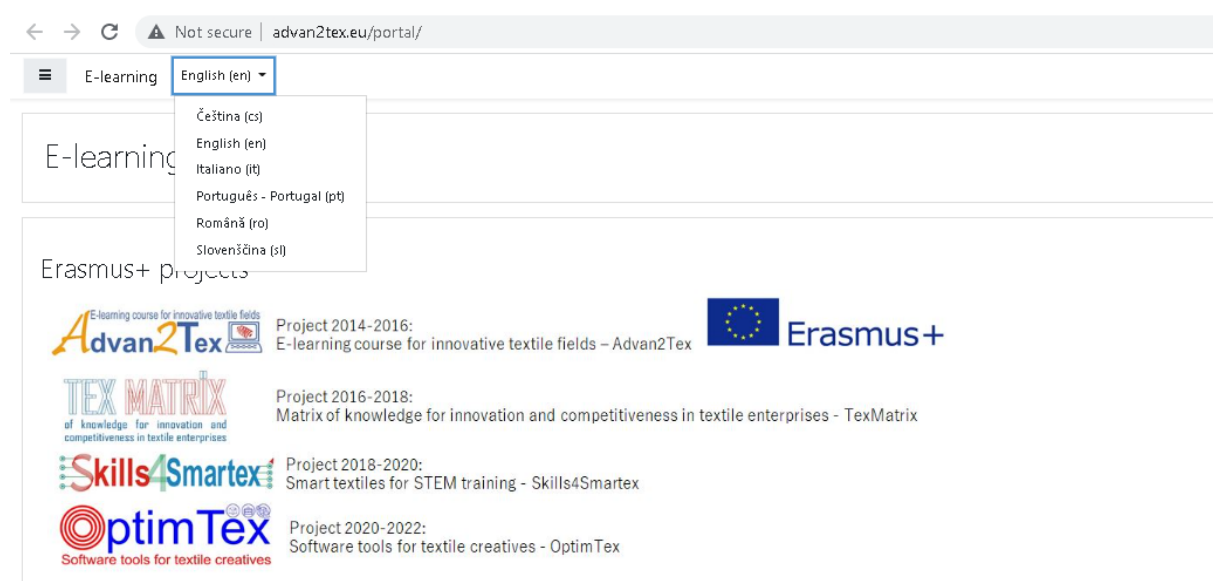 Not secure | advan2tex.eu/portal/
E-learning English (en)
Čeština (cs)
English (en)
Italiano (it)
Português - Portugal (pt)
Română (ro)
Slovenščina (sl)
E-learning
Erasmus+ projects
E-learning course for innovative textile fields
Advan2Tex
Project 2014-2016:
E-learning course for innovative textile fields – Advan2Tex
Erasmus+
TEX MATRIX
of knowledge for innovation and
competitiveness in textile enterprises
Project 2016-2018:
Matrix of knowledge for innovation and competitiveness in textile enterprises - TexMatrix
Skills4Smartex
Project 2018-2020:
Smart textiles for STEM training - Skills4Smartex
OptimTex
Software tools for textile creatives
Project 2020-2022:
Software tools for textile creatives - OptimTex